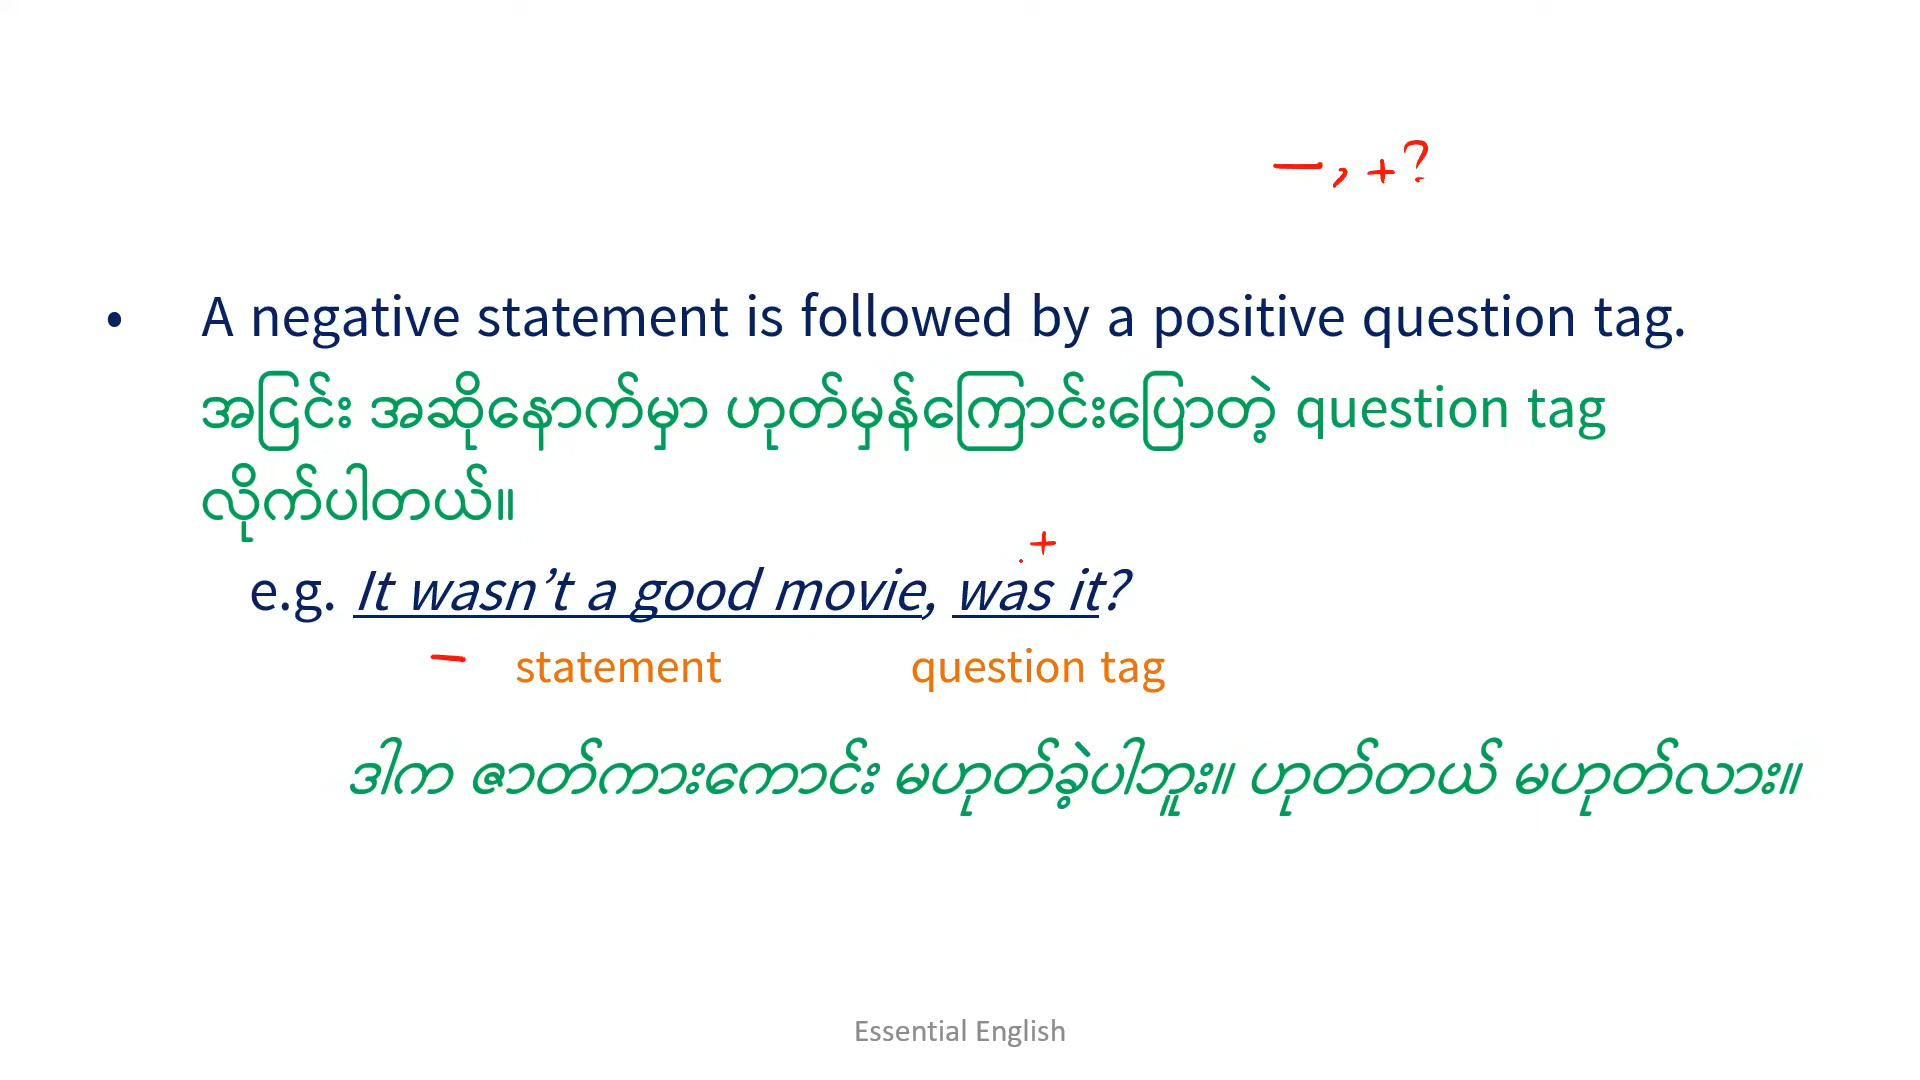 –, +?
• A negative statement is followed by a positive question tag.
အငြင်း အဆိုနောက်မှာ ဟုတ်မှန်ကြောင်းပြောတဲ့ question tag
လိုက်ပါတယ်။
+
e.g. It wasn’t a good movie, was it?
– statement question tag
ဒါက ဇာတ်ကားကောင်း မဟုတ်ခဲ့ပါဘူး။ ဟုတ်တယ် မဟုတ်လား။
Essential English